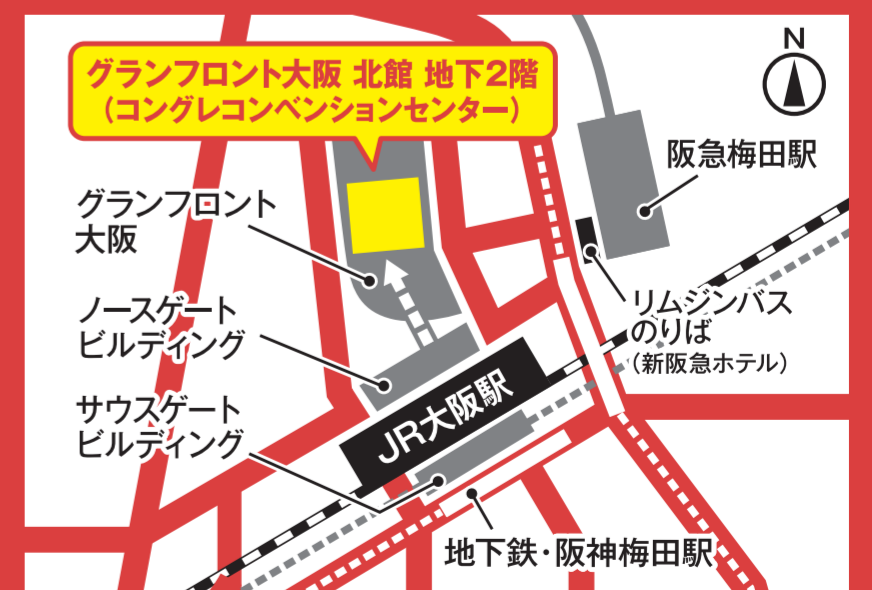 グランフロント大阪 北館 地下2階
(コングレコンベンションセンター)
N
阪急梅田駅
グランフロント
大阪
リムジンバス
のりば
(新阪急ホテル)
ノースゲート
ビルディング
JR大阪駅
サウスゲート
ビルディング
地下鉄・阪神梅田駅